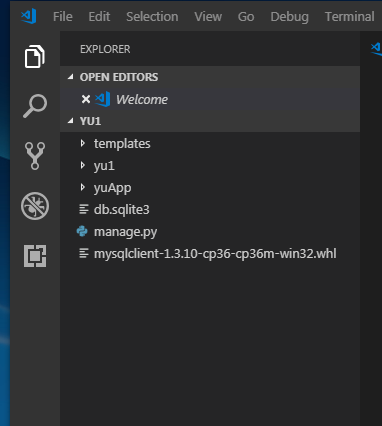 File Edit Selection View Go Debug Terminal
EXPLORER
OPEN EDITORS
Welcome
YU1
templates
yu1
yuApp
db.sqlite3
manage.py
mysqlclient-1.3.10-cp36-cp36m-win32.whl